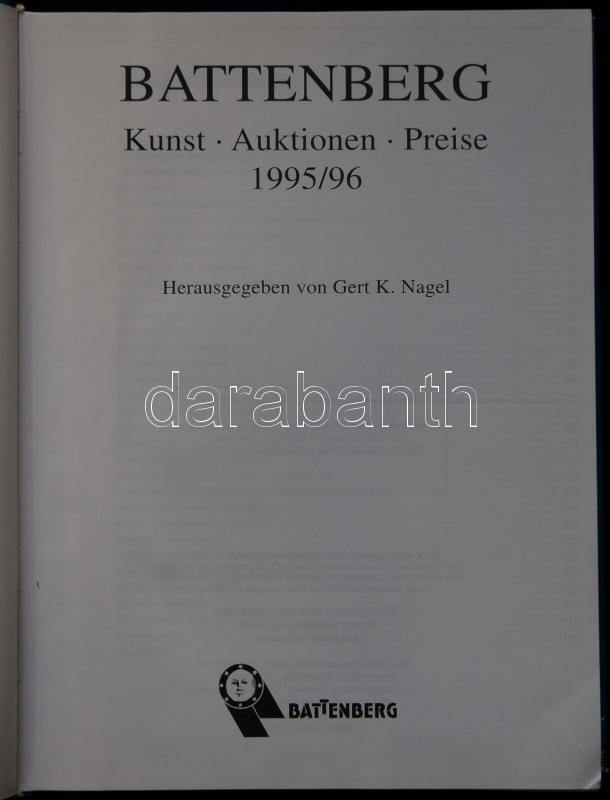 BATTENBERG
Kunst · Auktionen · Preise
1995/96
Herausgegeben von Gert K. Nagel
darabanth
BATTENBERG